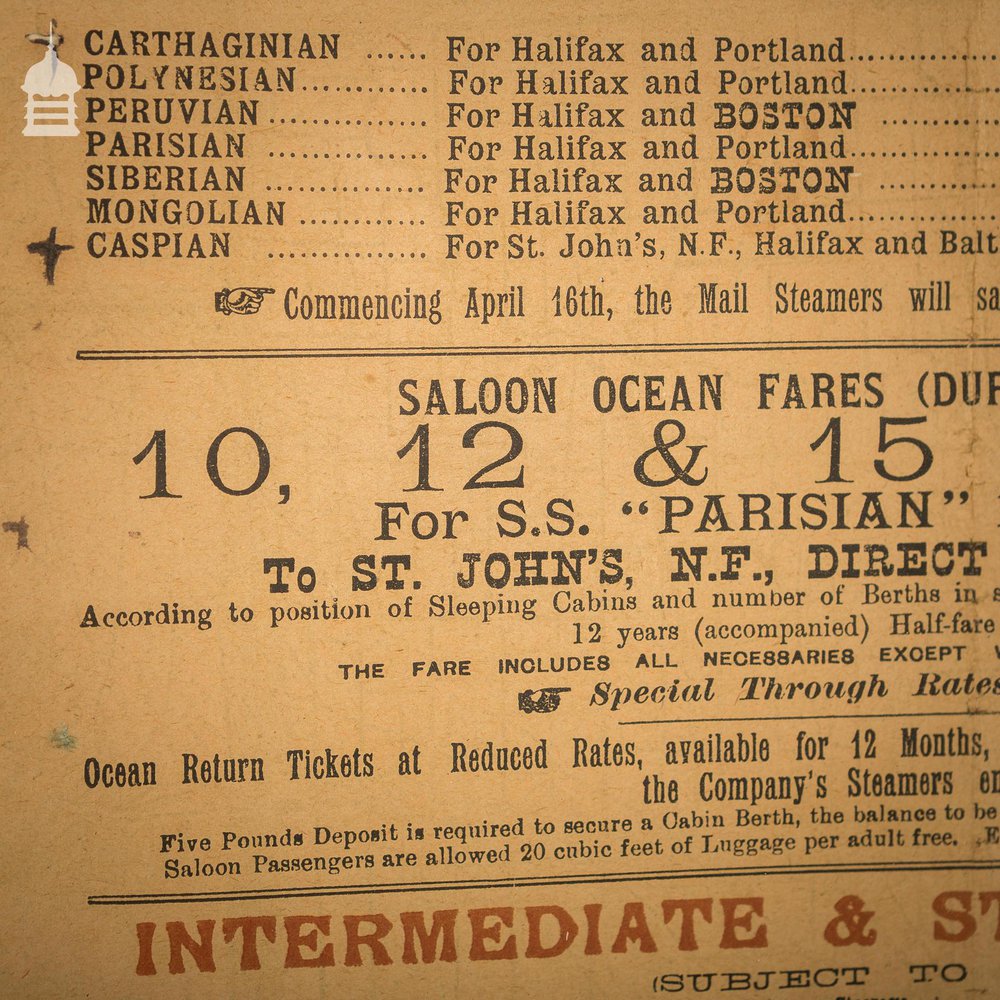 CARTHAGINIAN ...... For Halifax and Portland
POLYNESIAN............ For Halifax and Portland
PERUVIAN............... For Halifax and BOSTON
PARISIAN ............... For Halifax and Portland
SIBERIAN ............... For Halifax and BOSTON
MONGOLIAN ............ For Halifax and Portland
CASPIAN ............... For St. John's, N.F., Halifax and Balt
Commencing April 16th, the Mail Steamers will sa
SALOON OCEAN FARES (DUR
10, 12 & 15
For S.S. "PARISIAN"
To ST. JOHN'S, N.F., DIRECT
According to position of Sleeping Cabins and number of Berths in s
12 years (accompanied) Half-fare
THE FARE INCLUDES ALL NECESSARIES EXCEPT W
Special Through Rates
Ocean Return Tickets at Reduced Rates, available for 12 Months,
the Company's Steamers en
Five Pounds Deposit is required to secure a Cabin Berth, the balance to be
Saloon Passengers are allowed 20 cubic feet of Luggage per adult free. E
INTERMEDIATE & ST
(SUBJECT TO